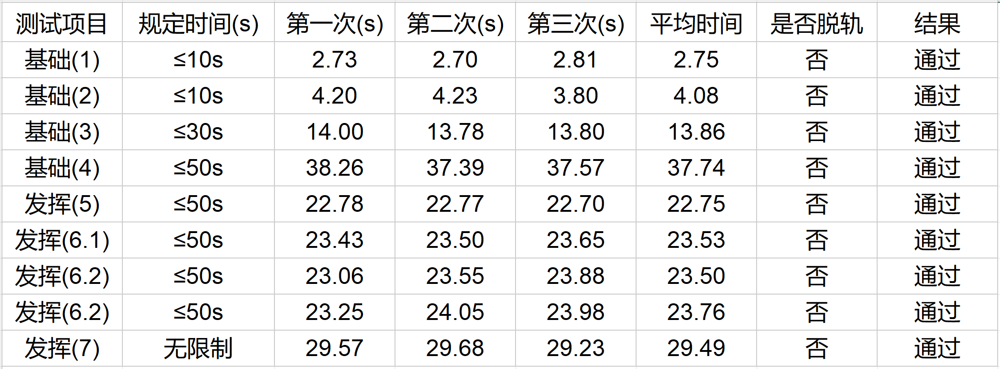 测试项目 规定时间(s) 第一次(s) 第二次(s) 第三次(s) 平均时间 是否脱轨 结果
基础(1) ≤10s 2.73 2.70 2.81 2.75 否 通过
基础(2) ≤10s 4.20 4.23 3.80 4.08 否 通过
基础(3) ≤30s 14.00 13.78 13.80 13.86 否 通过
基础(4) ≤50s 38.26 37.39 37.57 37.74 否 通过
发挥(5) ≤50s 22.78 22.77 22.70 22.75 否 通过
发挥(6.1) ≤50s 23.43 23.50 23.65 23.53 否 通过
发挥(6.2) ≤50s 23.06 23.55 23.88 23.50 否 通过
发挥(6.2) ≤50s 23.25 24.05 23.98 23.76 否 通过
发挥(7) 无限制 29.57 29.68 29.23 29.49 否 通过